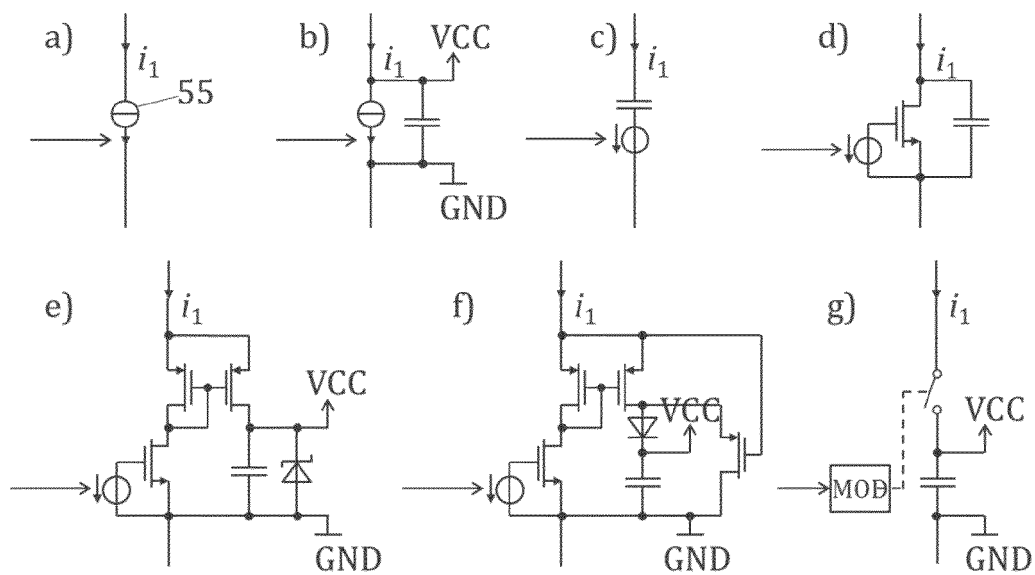 a)
i₁
55
b)
i₁
VCC
GND
c)
i₁
d)
i₁
e)
i₁
VCC
GND
f)
i₁
VCC
GND
g)
i₁
VCC
MOD
GND